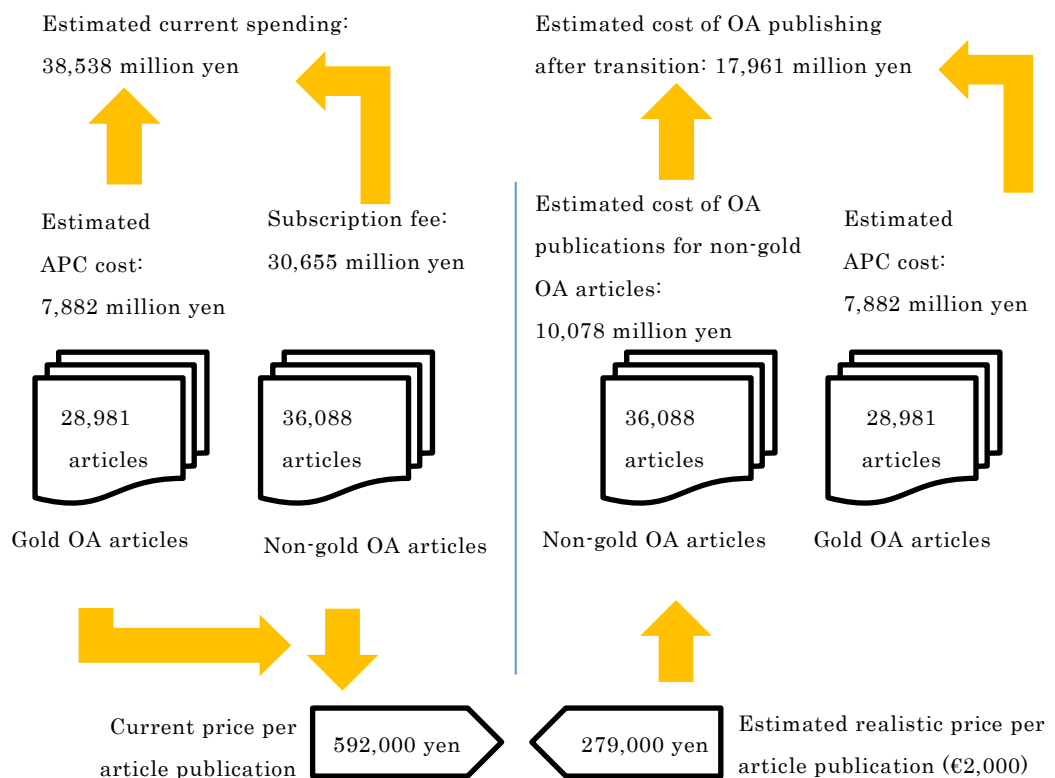 Estimated current spending:
38,538 million yen
Estimated
APC cost:
7,882 million yen
Subscription fee:
30,655 million yen
28,981
articles
36,088
articles
Gold OA articles
Non-gold OA articles
Current price per
article publication
592,000 yen
Estimated cost of OA publishing
after transition: 17,961 million yen
Estimated cost of OA
publications for non-gold
OA articles:
10,078 million yen
Estimated
APC cost:
7,882 million yen
36,088
articles
28,981
articles
Non-gold OA articles
Gold OA articles
279,000 yen
Estimated realistic price per
article publication (€2,000)